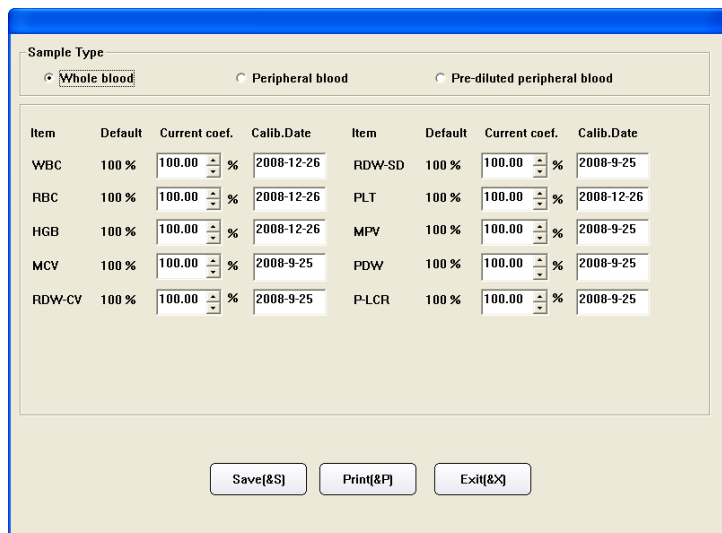 Sample Type
Whole blood Peripheral blood Pre-diluted peripheral blood
Item Default Current coef. Calib.Date Item Default Current coef. Calib.Date
WBC 100 % 100.00 % 2008-12-26 RDW-SD 100 % 100.00 % 2008-9-25
RBC 100 % 100.00 % 2008-12-26 PLT 100 % 100.00 % 2008-12-26
HGB 100 % 100.00 % 2008-12-26 MPV 100 % 100.00 % 2008-9-25
MCV 100 % 100.00 % 2008-9-25 PDW 100 % 100.00 % 2008-9-25
RDW-CV 100 % 100.00 % 2008-9-25 P-LCR 100 % 100.00 % 2008-9-25
Save(&S) Print(&P) Exit(&X)